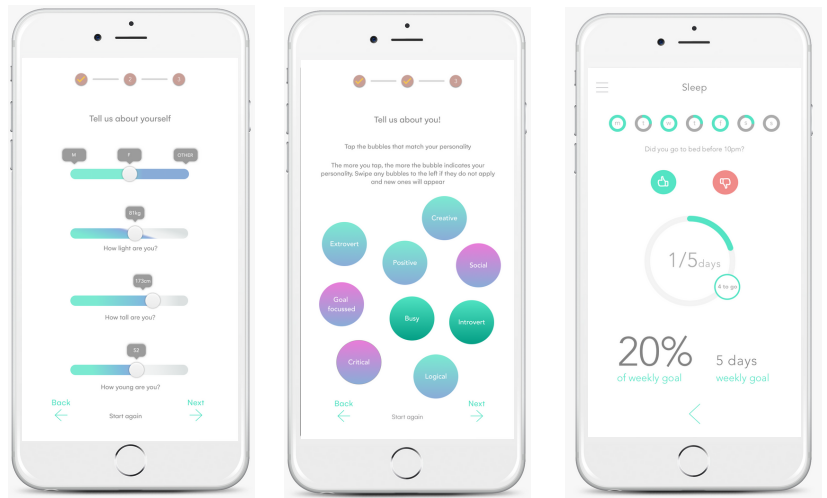 2
3
Tell us about yourself
M
F
OTHER
81kg
How light are you?
173cm
How tall are you?
52
How young are you?
Back
Next
Start again
3
Tell us about you!
Tap the bubbles that match your personality
The more you tap, the more the bubble indicates your
personality. Swipe any bubbles to the left if they do not apply
and new ones will appear
Creative
Extrovert
Positive
Social
Goal
focussed
Busy
Introvert
Critical
Logical
Back
Next
Start again
Sleep
m t w t f s s
Did you go to bed before 10pm?
1/5days
4 to go
20%
of weekly goal
5 days
weekly goal